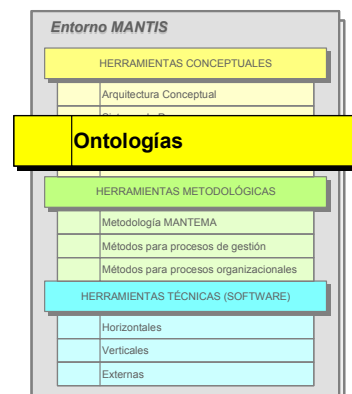 Entorno MANTIS
HERRAMIENTAS CONCEPTUALES
Arquitectura Conceptual
Ontologías
HERRAMIENTAS METODOLÓGICAS
Metodología MANTEMA
Métodos para procesos de gestión
Métodos para procesos organizacionales
HERRAMIENTAS TÉCNICAS (SOFTWARE)
Horizontales
Verticales
Externas